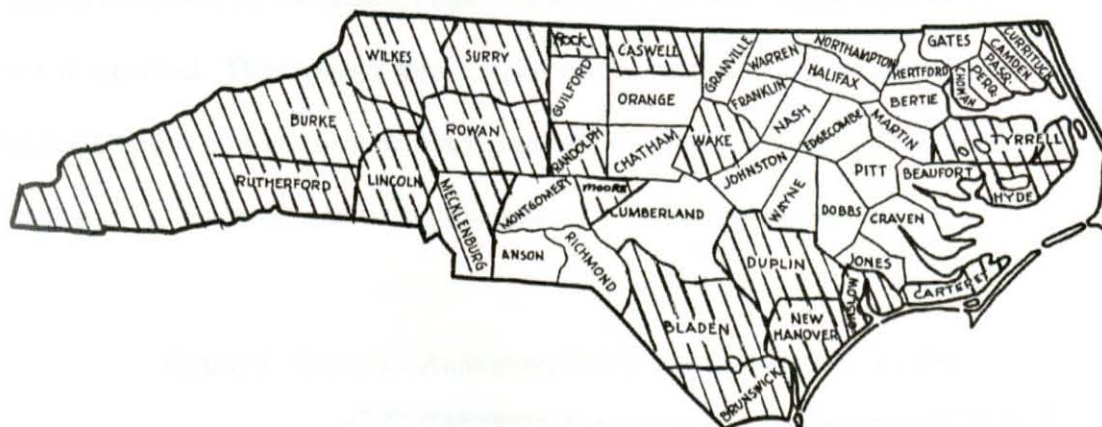 WILKES
SURRY
Rock.
CASWELL
GRANVILLE
WARREN
NORTHAMPTON
GATES
CURRITUCK
CAMDEN
PASQ.
PERQ.
CHOWAN
HERTFORD
HALIFAX
GUILFORD
ORANGE
FRANKLIN
BERTIE
BURKE
ROWAN
NASH
EDGECOMBE
MARTIN
TYRRELL
RANDOLPH
CHATHAM
WAKE
JOHNSTON
PITT
BEAUFORT
HYDE
RUTHERFORD
LINCOLN
MECKLENBURG
MONTGOMERY
MOORE
CUMBERLAND
WAYNE
DOBBS
CRAVEN
ANSON
RICHMOND
DUPLIN
JONES
ONSLOW
CARTERET
BLADEN
NEW
HANOVER
BRUNSWICK